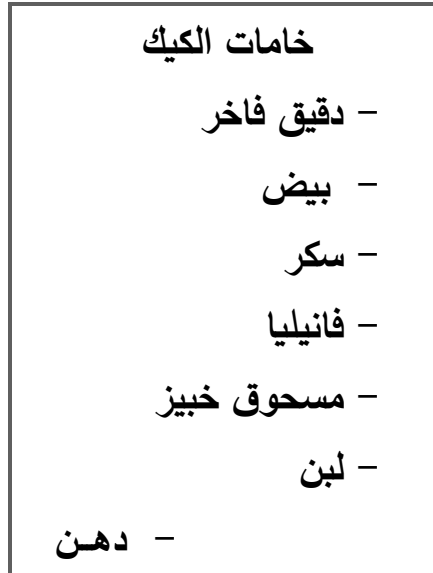 خامات الكيك
- دقيق فاخر
- بيض
- سكر
- فانيليا
- مسحوق خبيز
- لبن
- دهـن